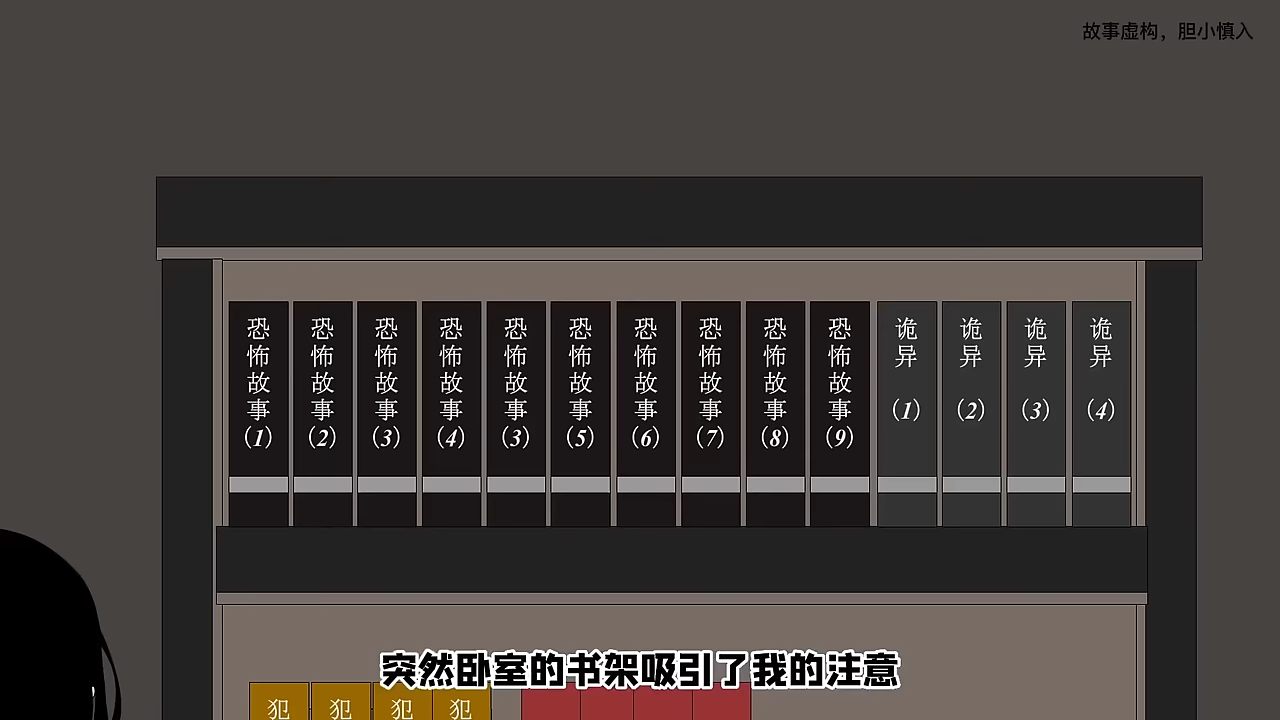 故事虚构，胆小慎入
恐怖故事(1)
恐怖故事(2)
恐怖故事(3)
恐怖故事(4)
恐怖故事(3)
恐怖故事(5)
恐怖故事(6)
恐怖故事(7)
恐怖故事(8)
恐怖故事(9)
诡异(1)
诡异(2)
诡异(3)
诡异(4)
突然卧室的书架吸引了我的注意
犯
犯
犯
犯